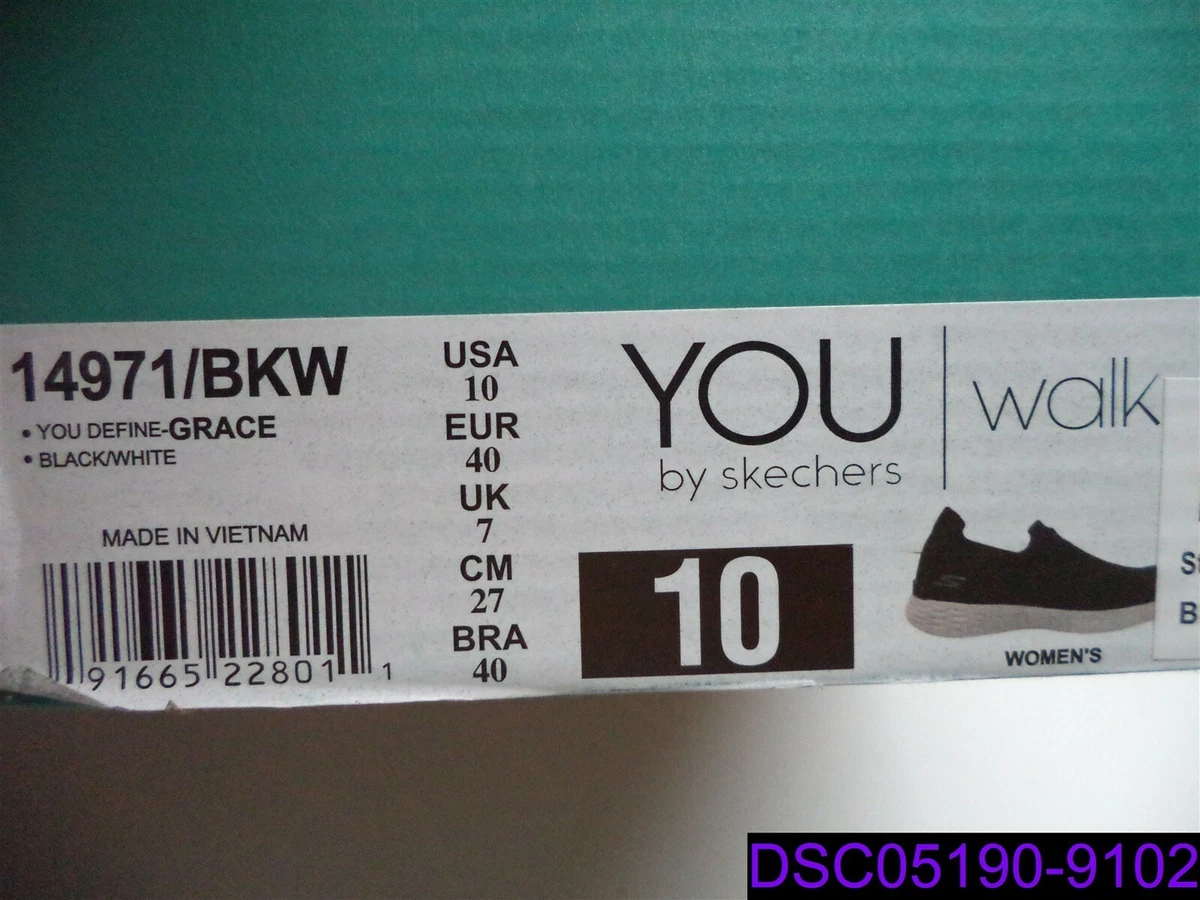 14971/BKW
• YOU DEFINE-GRACE
• BLACK/WHITE
MADE IN VIETNAM
91665 22801 1
USA
10
EUR
40
UK
7
CM
27
BRA
40
YOU
by skechers
walk
10
WOMEN'S
B
DSC05190-9102